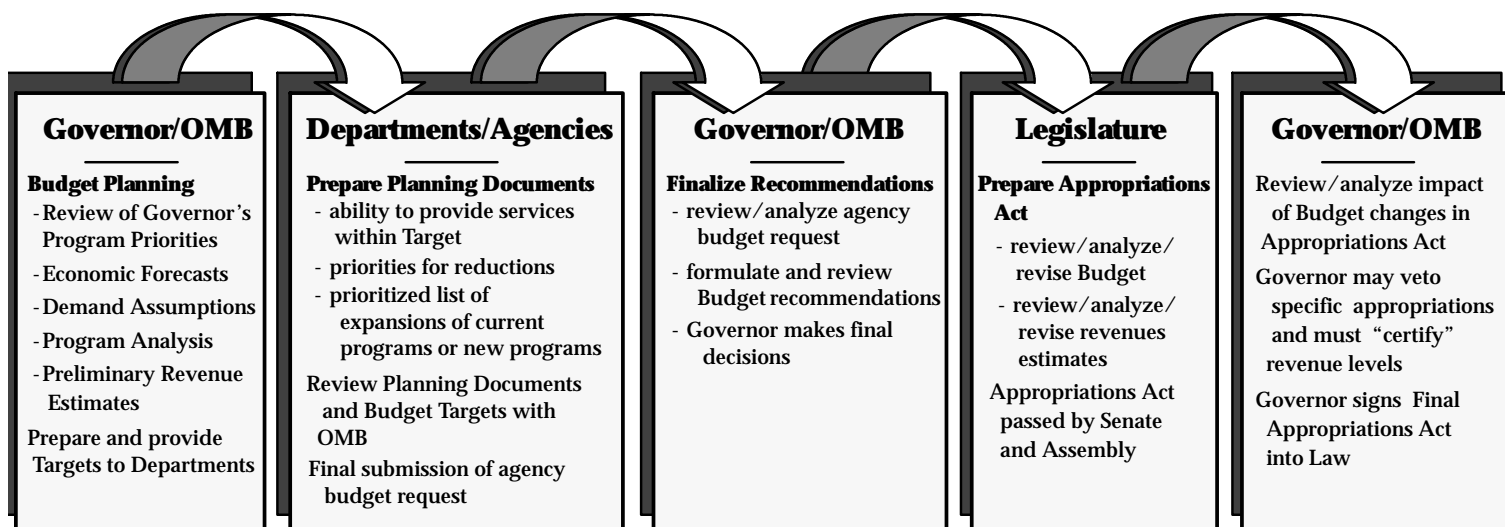 Governor/OMB
Budget Planning
- Review of Governor's
Program Priorities
- Economic Forecasts
- Demand Assumptions
- Program Analysis
- Preliminary Revenue
Estimates
Prepare and provide
Targets to Departments
Departments/Agencies
Prepare Planning Documents
- ability to provide services
within Target
- priorities for reductions
- prioritized list of
expansions of current
programs or new programs
Review Planning Documents
and Budget Targets with
OMB
Final submission of agency
budget request
Governor/OMB
Finalize Recommendations
- review/analyze agency
budget request
- formulate and review
Budget recommendations
- Governor makes final
decisions
Legislature
Prepare Appropriations
Act
- review/analyze/
revise Budget
- review/analyze/
revise revenues
estimates
Appropriations Act
passed by Senate
and Assembly
Governor/OMB
Review/analyze impact
of Budget changes in
Appropriations Act
Governor may veto
specific appropriations
and must “certify”
revenue levels
Governor signs Final
Appropriations Act
into Law